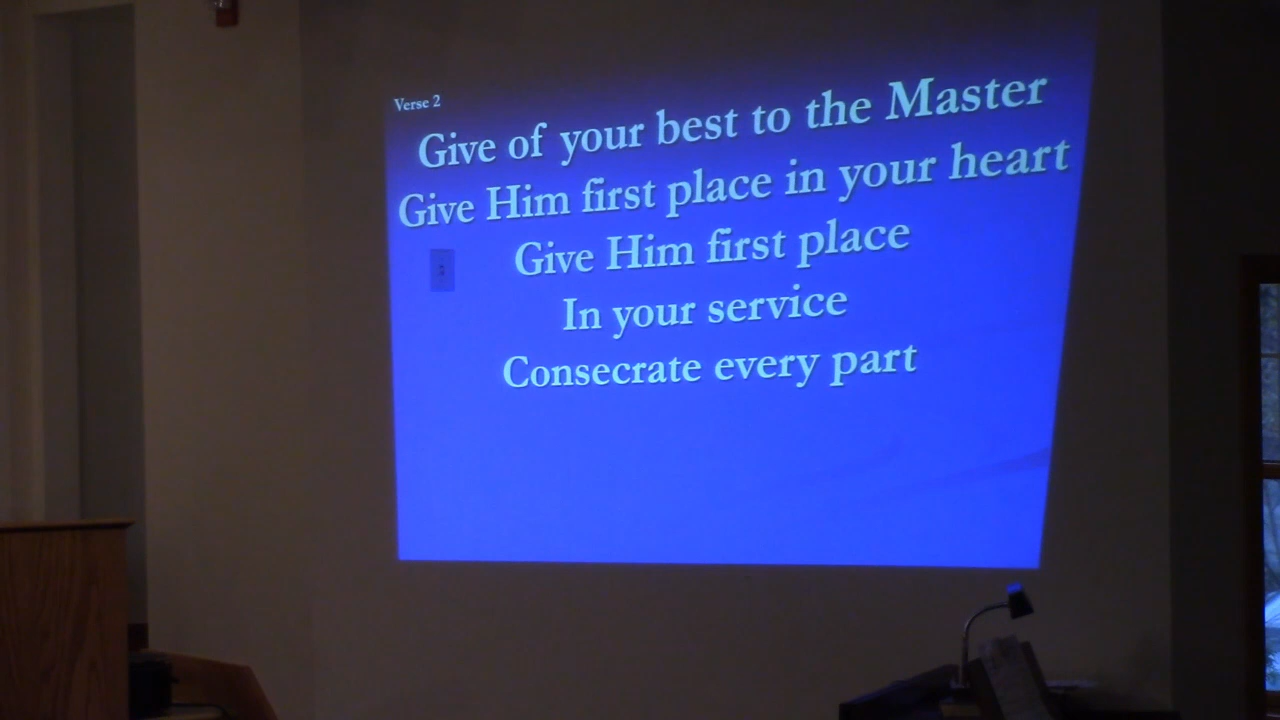 Verse 2
Give of your best to the Master
Give Him first place in your heart
Give Him first place
In your service
Consecrate every part